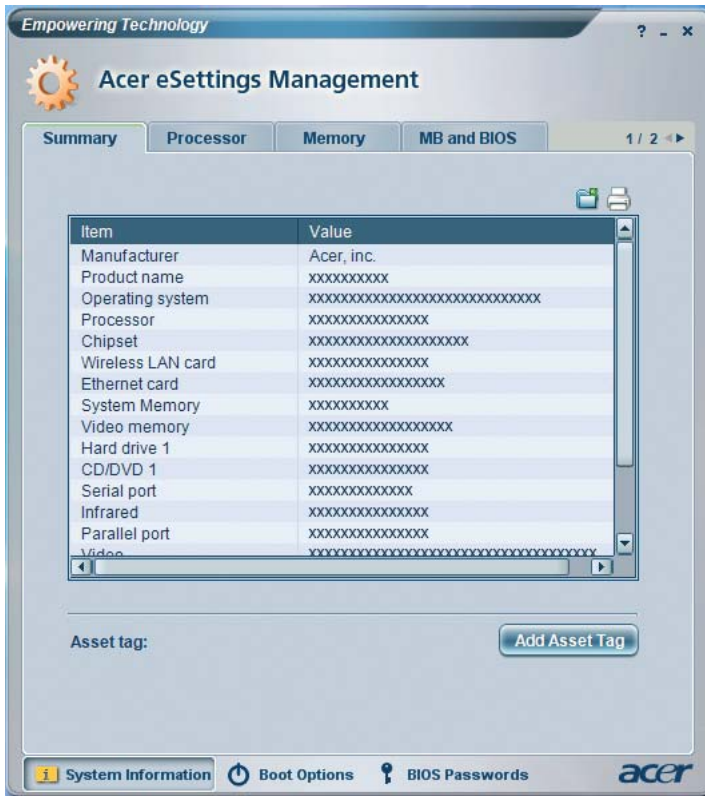 Empowering Technology
? - x
Acer eSettings Management
Summary Processor Memory MB and BIOS 1 / 2
Item Value
Manufacturer Acer, inc.
Product name xxxxxxxxxx
Operating system xxxxxxxxxxxxxxxxxxxxxxxxxxxxx
Processor xxxxxxxxxxxxxxx
Chipset xxxxxxxxxxxxxxxxxxxx
Wireless LAN card xxxxxxxxxxxxxxx
Ethernet card xxxxxxxxxxxxxxxxx
System Memory xxxxxxxxxx
Video memory xxxxxxxxxxxxxxxxxx
Hard drive 1 xxxxxxxxxxxxxxx
CD/DVD 1 xxxxxxxxxxxxxxx
Serial port xxxxxxxxxxxxx
Infrared xxxxxxxxxxxxxxx
Parallel port xxxxxxxxxxxxxxx
Video xxxxxxxxxxxxxxxxxxxxxxxxxxxxxxxxxxxx
Asset tag: Add Asset Tag
System Information Boot Options BIOS Passwords acer